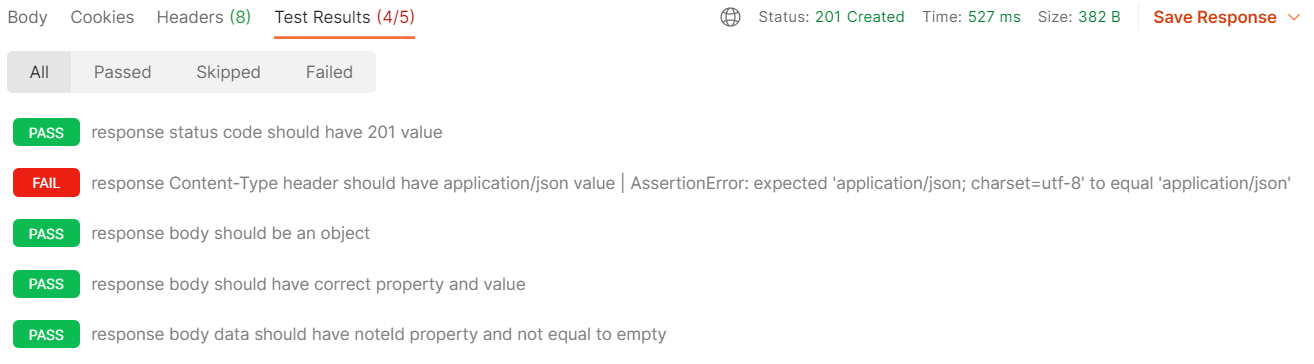 Body Cookies Headers (8) Test Results (4/5) Status: 201 Created Time: 527 ms Size: 382 B Save Response
All Passed Skipped Failed
PASS response status code should have 201 value
FAIL response Content-Type header should have application/json value | AssertionError: expected 'application/json; charset=utf-8' to equal 'application/json'
PASS response body should be an object
PASS response body should have correct property and value
PASS response body data should have noteId property and not equal to empty